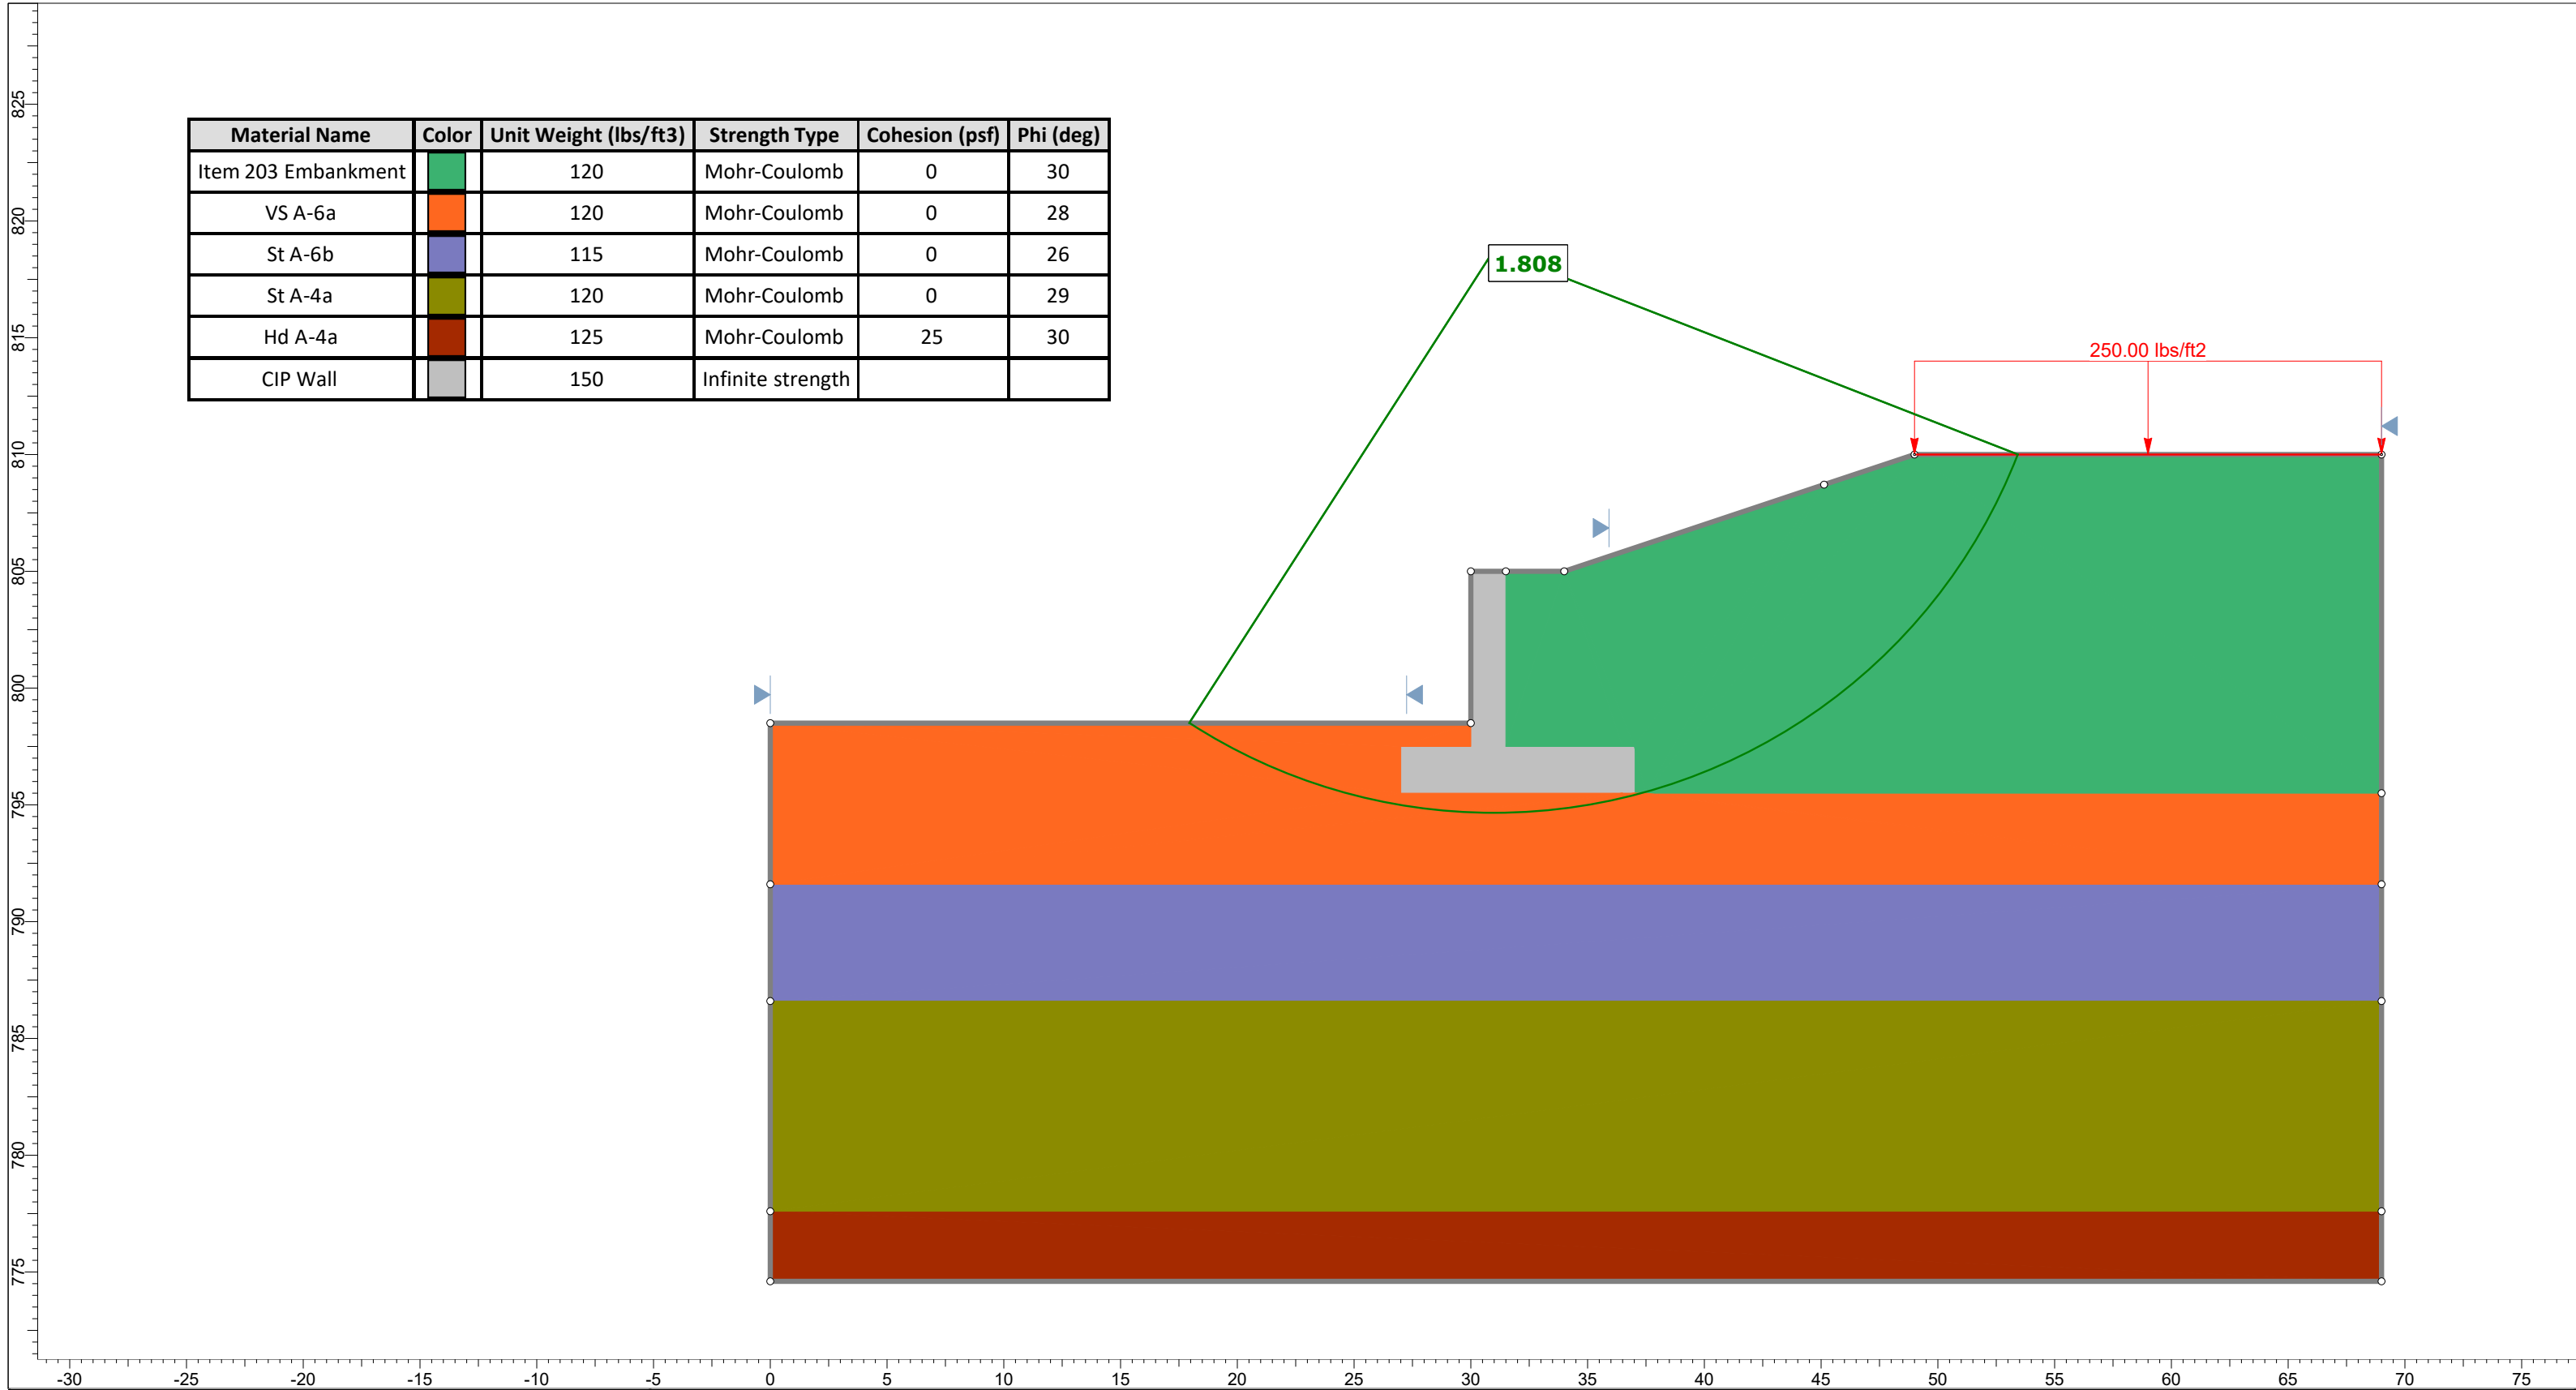 825
820
815
810
805
800
795
790
785
780
775
Material Name Color Unit Weight (lbs/ft3) Strength Type Cohesion (psf) Phi (deg)
Item 203 Embankment 120 Mohr-Coulomb 0 30
VS A-6a 120 Mohr-Coulomb 0 28
St A-6b 115 Mohr-Coulomb 0 26
St A-4a 120 Mohr-Coulomb 0 29
Hd A-4a 125 Mohr-Coulomb 25 30
CIP Wall 150 Infinite strength
1.808
250.00 lbs/ft2
-30 -25 -20 -15 -10 -5 0 5 10 15 20 25 30 35 40 45 50 55 60 65 70 75